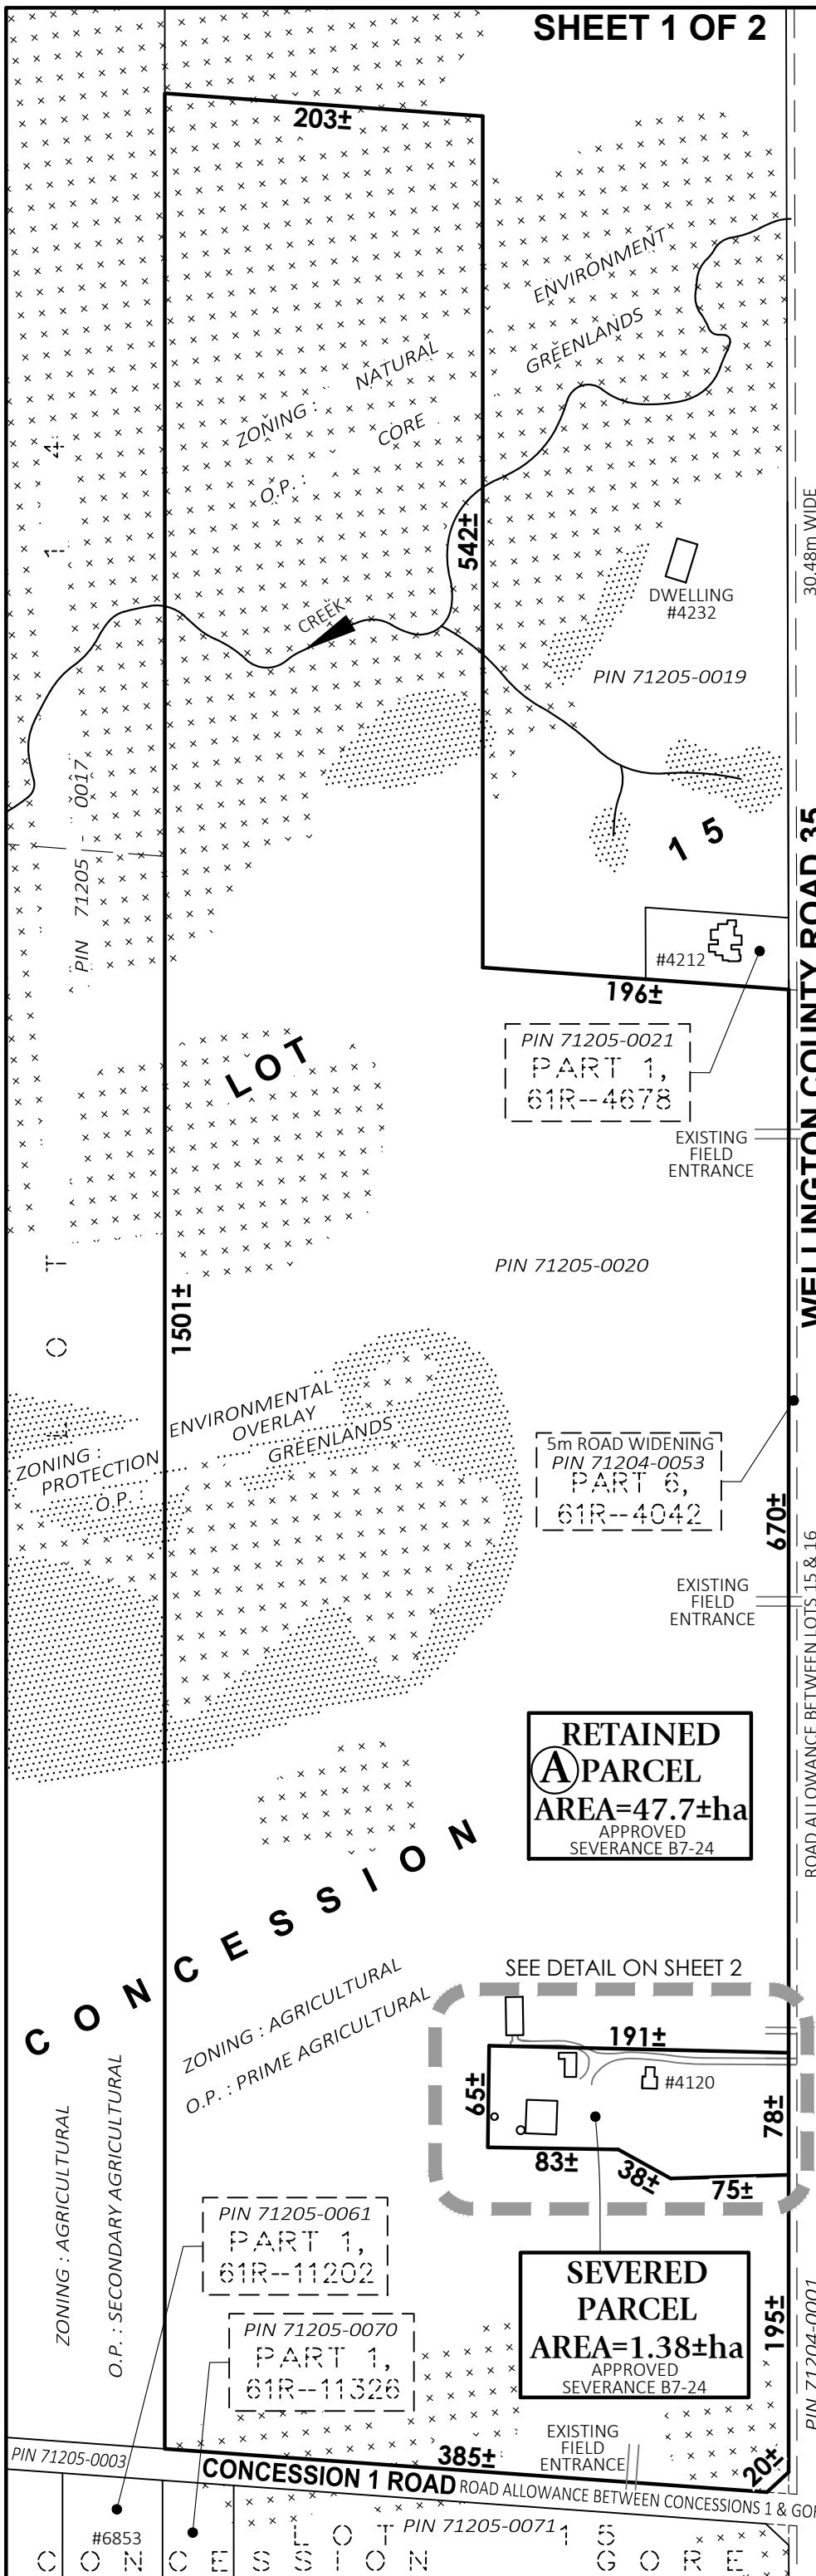 SHEET 1 OF 2
203±
ENVIRONMENT
GREENLANDS
NATURAL
ZONING :
CORE
O.P. :
1 4
542±
30.48m WIDE
DWELLING
#4232
CREEK
PIN 71205-0019
PIN 71205 - 0017
15
WELLINGTON COUNTY ROAD 35
#4212
196±
PIN 71205-0021
PART 1,
61R--4678
LOT
EXISTING
FIELD
ENTRANCE
PIN 71205-0020
1501±
L O T
ENVIRONMENTAL
OVERLAY
GREENLANDS
ZONING :
PROTECTION
O.P.
5m ROAD WIDENING
PIN 71204-0053
PART 6,
61R--4042
670±
ROAD ALLOWANCE BETWEEN LOTS 15 & 16
EXISTING
FIELD
ENTRANCE
RETAINED
A PARCEL
AREA=47.7±ha
APPROVED
SEVERANCE B7-24
CONCESSION
SEE DETAIL ON SHEET 2
ZONING : AGRICULTURAL
O.P. : PRIME AGRICULTURAL
191±
65±
#4120
78±
83±
38±
75±
ZONING : AGRICULTURAL
O.P. : SECONDARY AGRICULTURAL
PIN 71205-0061
PART 1,
61R--11202
SEVERED
PARCEL
AREA=1.38±ha
APPROVED
SEVERANCE B7-24
195±
PIN 71204-0001
PIN 71205-0070
PART 1,
61R--11326
EXISTING
FIELD
ENTRANCE
385±
20±
PIN 71205-0003
CONCESSION 1 ROAD ROAD ALLOWANCE BETWEEN CONCESSIONS 1 & GOR
#6853
LOT 15
PIN 71205-0071
CONCESSION GORE